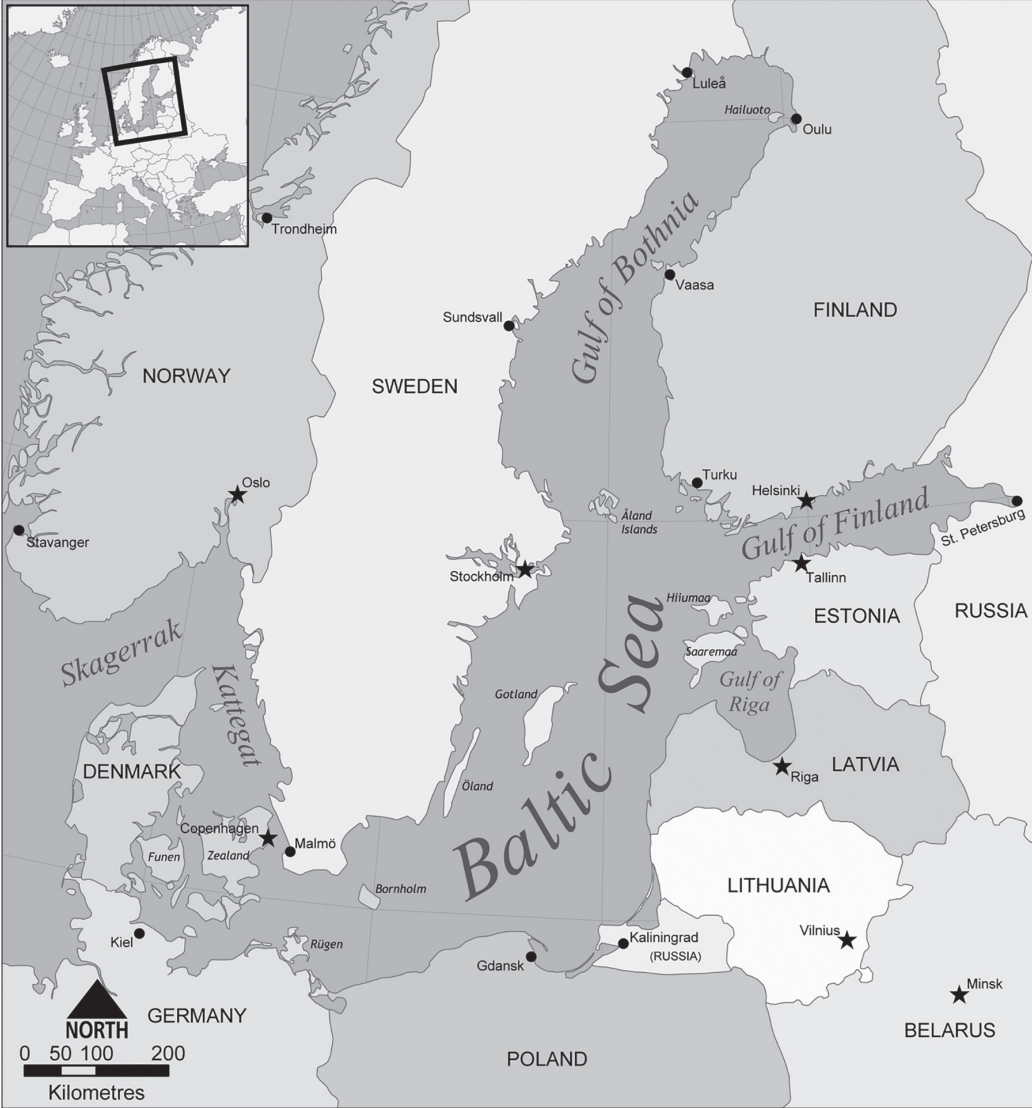 Luleå
Hailuoto
Oulu
Trondheim
Gulf of Bothnia
Vaasa
Sundsvall
FINLAND
NORWAY
SWEDEN
Oslo
Turku
Helsinki
Åland
Islands
Gulf of Finland
St. Petersburg
Stavanger
Stockholm
Tallinn
Hiiumaa
ESTONIA
RUSSIA
Skagerrak
Saaremaa
Kattegat
Gotland
Gulf of
Riga
Baltic Sea
DENMARK
Öland
Riga
LATVIA
Copenhagen
Malmö
Funen
Zealand
Bornholm
LITHUANIA
Kiel
Rügen
Gdansk
Kaliningrad
(RUSSIA)
Vilnius
Minsk
NORTH
GERMANY
BELARUS
POLAND
0 50 100 200
Kilometres